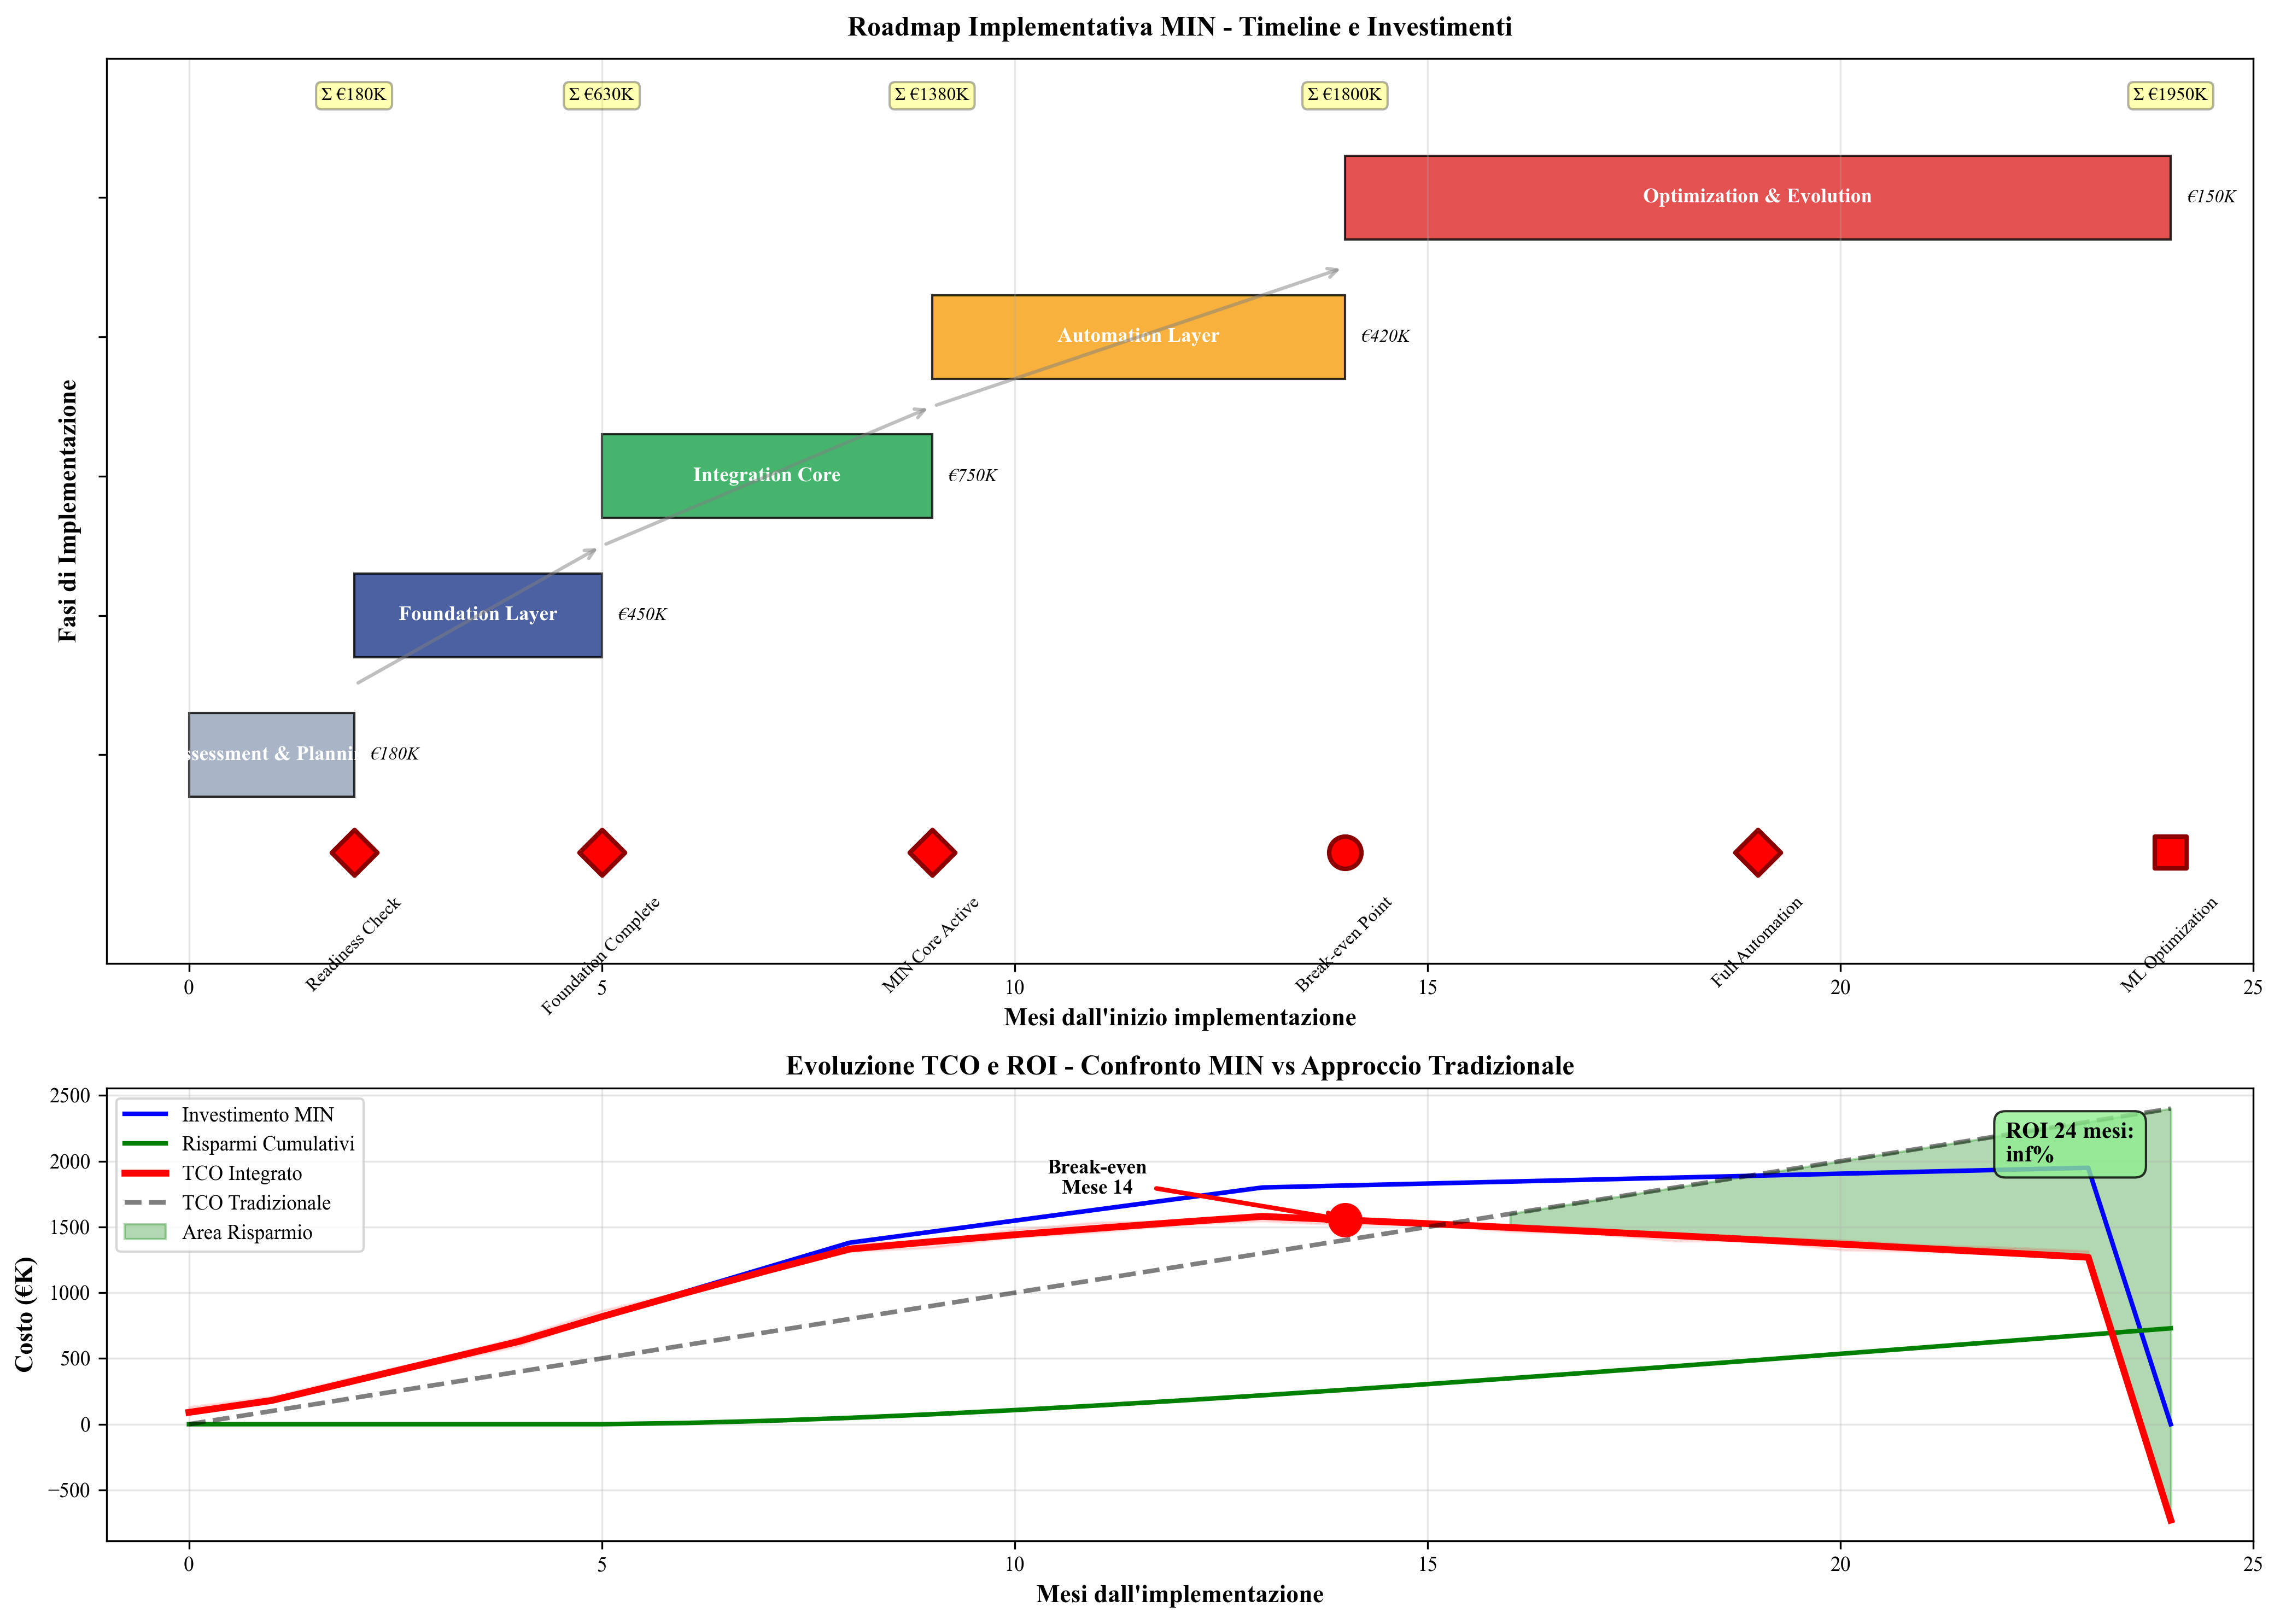 Roadmap Implementativa MIN - Timeline e Investimenti
Σ €180K
Σ €630K
Σ €1380K
Σ €1800K
Σ €1950K
Optimization & Evolution
€150K
Automation Layer
€420K
Integration Core
€750K
Foundation Layer
€450K
ssessment & Plannin
€180K
Fasi di Implementazione
Readiness Check
Foundation Complete
MIN Core Active
Break-even Point
Full Automation
ML Optimization
0
5
10
15
20
25
Mesi dall'inizio implementazione
Evoluzione TCO e ROI - Confronto MIN vs Approccio Tradizionale
Costo (€K)
2500
2000
1500
1000
500
0
−500
Investimento MIN
Risparmi Cumulativi
TCO Integrato
TCO Tradizionale
Area Risparmio
Break-even
Mese 14
ROI 24 mesi:
inf%
0
5
10
15
20
25
Mesi dall'implementazione